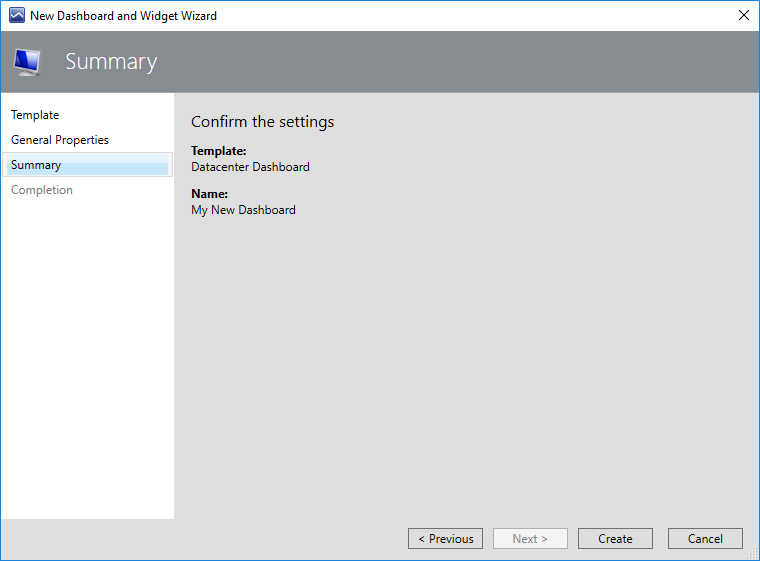 New Dashboard and Widget Wizard
Summary
Template
General Properties
Summary
Completion
Confirm the settings
Template:
Datacenter Dashboard
Name:
My New Dashboard
< Previous
Next >
Create
Cancel